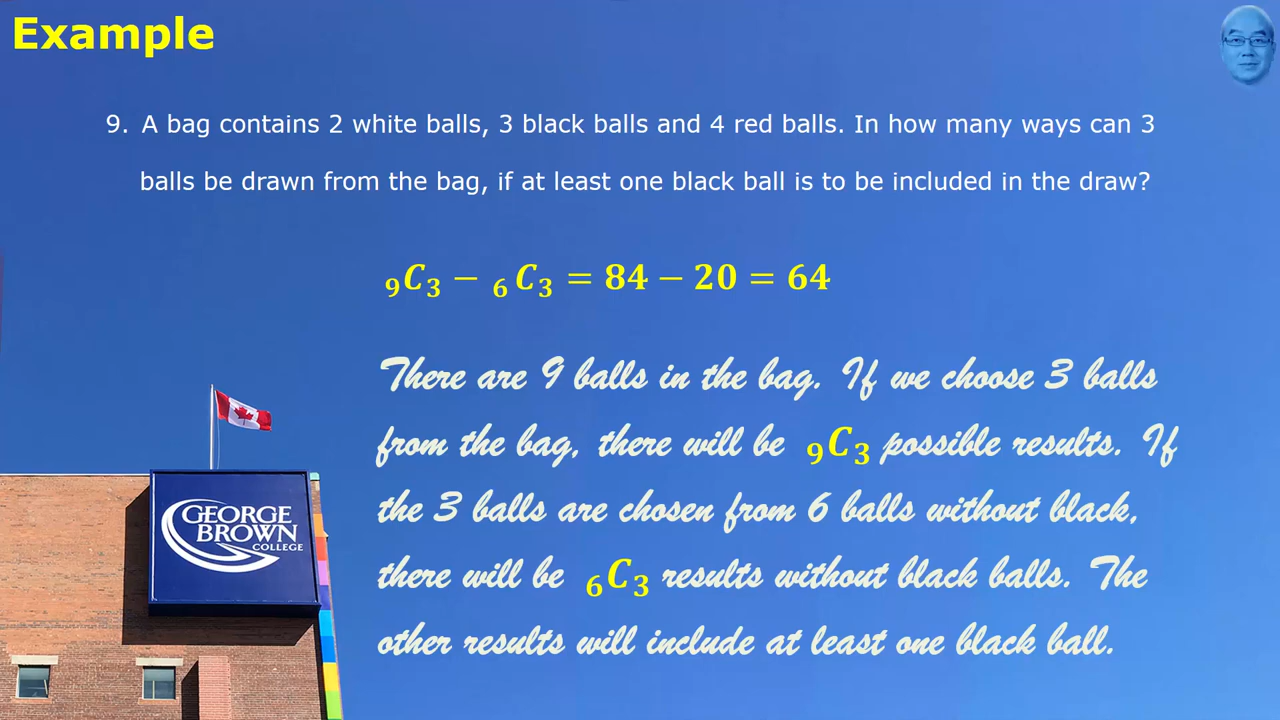 Example
9. A bag contains 2 white balls, 3 black balls and 4 red balls. In how many ways can 3
balls be drawn from the bag, if at least one black ball is to be included in the draw?
₉C₃ − ₆C₃ = 84 − 20 = 64
There are 9 balls in the bag. If we choose 3 balls
from the bag, there will be ₉C₃ possible results. If
the 3 balls are chosen from 6 balls without black,
there will be ₆C₃ results without black balls. The
other results will include at least one black ball.
GEORGE
BROWN
COLLEGE